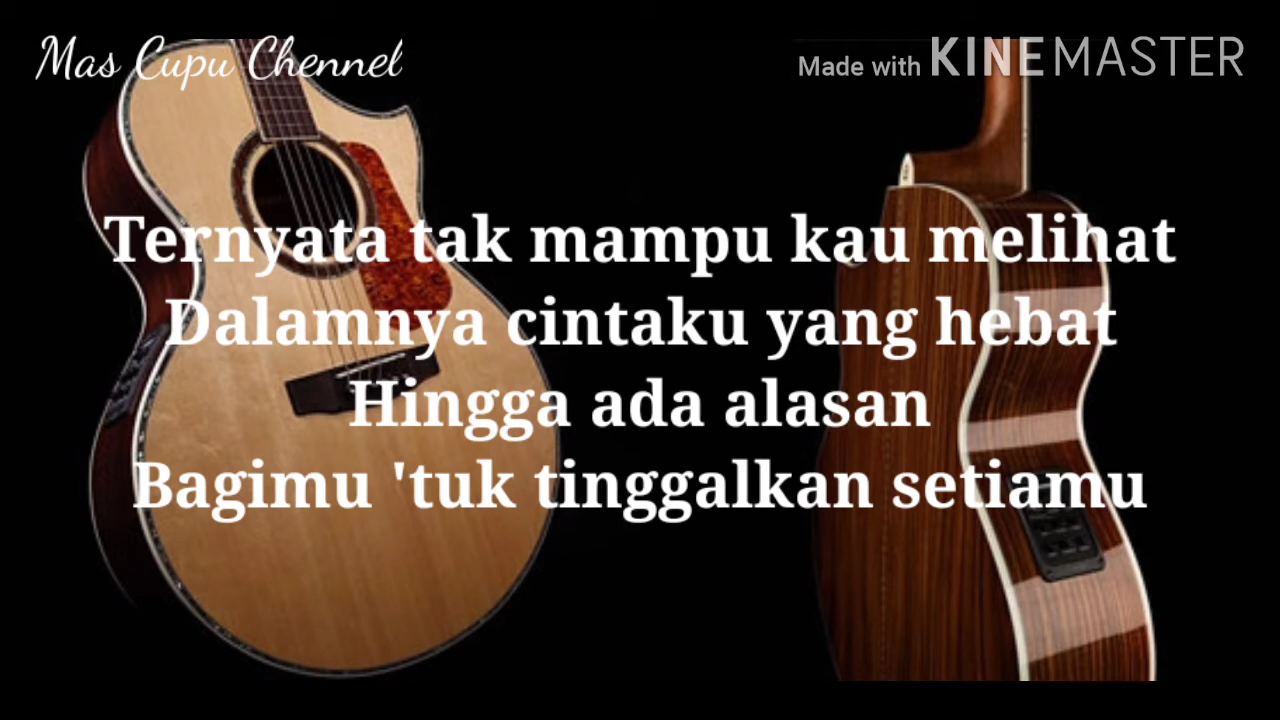 Mas Cupu Chennel
Made with KINEMASTER
Ternyata tak mampu kau melihat
Dalamnya cintaku yang hebat
Hingga ada alasan
Bagimu 'tuk tinggalkan setiamu